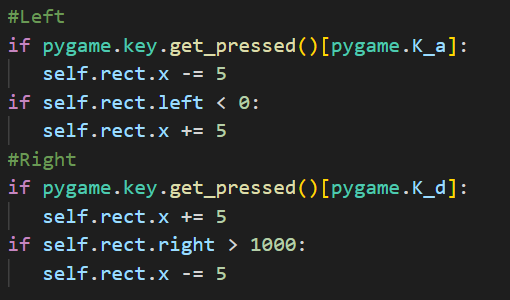 #Left
if pygame.key.get_pressed()[pygame.K_a]:
    self.rect.x -= 5
if self.rect.left < 0:
    self.rect.x += 5
#Right
if pygame.key.get_pressed()[pygame.K_d]:
    self.rect.x += 5
if self.rect.right > 1000:
    self.rect.x -= 5